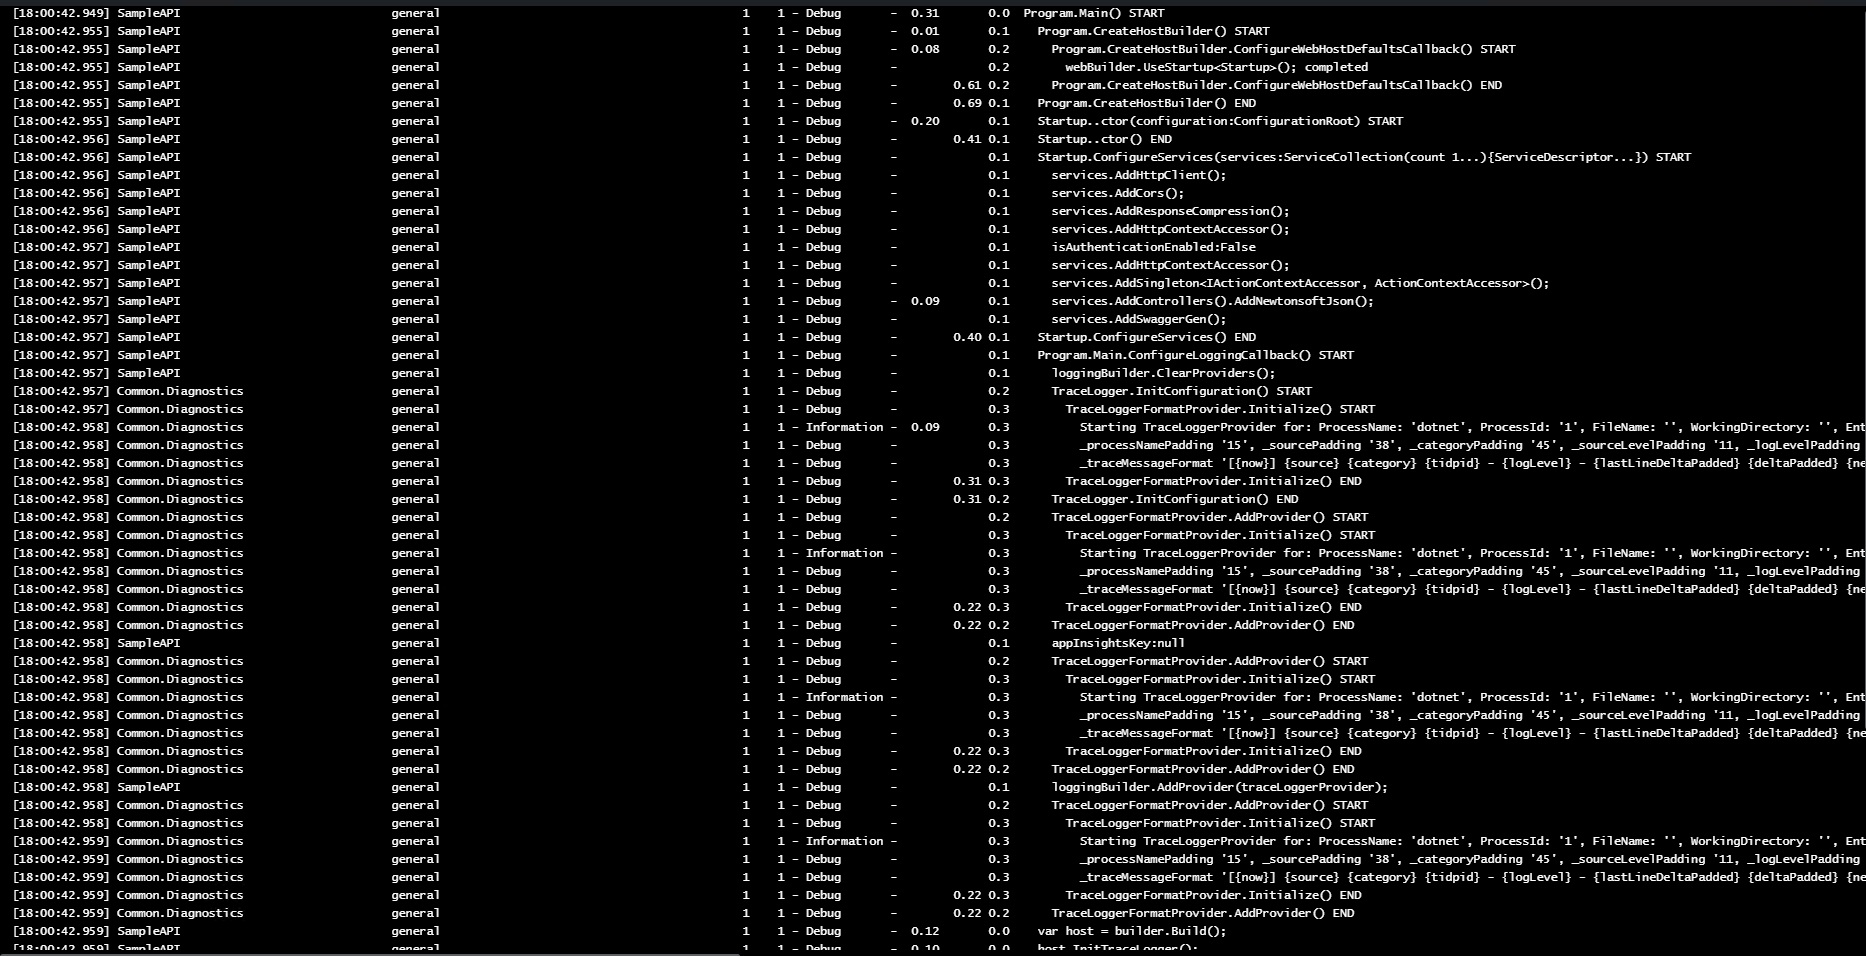 [18:00:42.949] SampleAPI general 1 1 - Debug - 0.31 0.0 Program.Main() START
[18:00:42.955] SampleAPI general 1 1 - Debug - 0.01 0.1 Program.CreateHostBuilder() START
[18:00:42.955] SampleAPI general 1 1 - Debug - 0.08 0.2 Program.CreateHostBuilder.ConfigureWebHostDefaultsCallback() START
[18:00:42.955] SampleAPI general 1 1 - Debug - 0.2 webBuilder.UseStartup<Startup>(); completed
[18:00:42.955] SampleAPI general 1 1 - Debug - 0.61 0.2 Program.CreateHostBuilder.ConfigureWebHostDefaultsCallback() END
[18:00:42.955] SampleAPI general 1 1 - Debug - 0.69 0.1 Program.CreateHostBuilder() END
[18:00:42.955] SampleAPI general 1 1 - Debug - 0.20 0.1 Startup..ctor(configuration:ConfigurationRoot) START
[18:00:42.956] SampleAPI general 1 1 - Debug - 0.41 0.1 Startup..ctor() END
[18:00:42.956] SampleAPI general 1 1 - Debug - 0.1 Startup.ConfigureServices(services:ServiceCollection(count 1...){ServiceDescriptor...}) START
[18:00:42.956] SampleAPI general 1 1 - Debug - 0.1 services.AddHttpClient();
[18:00:42.956] SampleAPI general 1 1 - Debug - 0.1 services.AddCors();
[18:00:42.956] SampleAPI general 1 1 - Debug - 0.1 services.AddResponseCompression();
[18:00:42.956] SampleAPI general 1 1 - Debug - 0.1 services.AddHttpContextAccessor();
[18:00:42.957] SampleAPI general 1 1 - Debug - 0.1 isAuthenticationEnabled:False
[18:00:42.957] SampleAPI general 1 1 - Debug - 0.1 services.AddHttpContextAccessor();
[18:00:42.957] SampleAPI general 1 1 - Debug - 0.1 services.AddSingleton<IActionContextAccessor, ActionContextAccessor>();
[18:00:42.957] SampleAPI general 1 1 - Debug - 0.09 0.1 services.AddControllers().AddNewtonsoftJson();
[18:00:42.957] SampleAPI general 1 1 - Debug - 0.1 services.AddSwaggerGen();
[18:00:42.957] SampleAPI general 1 1 - Debug - 0.40 0.1 Startup.ConfigureServices() END
[18:00:42.957] SampleAPI general 1 1 - Debug - 0.1 Program.Main.ConfigureLoggingCallback() START
[18:00:42.957] SampleAPI general 1 1 - Debug - 0.1 loggingBuilder.ClearProviders();
[18:00:42.957] Common.Diagnostics general 1 1 - Debug - 0.2 TraceLogger.InitConfiguration() START
[18:00:42.957] Common.Diagnostics general 1 1 - Debug - 0.3 TraceLoggerFormatProvider.Initialize() START
[18:00:42.958] Common.Diagnostics general 1 1 - Information - 0.09 0.3 Starting TraceLoggerProvider for: ProcessName: 'dotnet', ProcessId: '1', FileName: '', WorkingDirectory: '', Ent
[18:00:42.958] Common.Diagnostics general 1 1 - Debug - 0.3 _processNamePadding '15', _sourcePadding '38', _categoryPadding '45', _sourceLevelPadding '11, _logLevelPadding
[18:00:42.958] Common.Diagnostics general 1 1 - Debug - 0.3 _traceMessageFormat '[{now}] {source} {category} {tidpid} - {logLevel} - {lastLineDeltaPadded} {deltaPadded} {ne
[18:00:42.958] Common.Diagnostics general 1 1 - Debug - 0.31 0.3 TraceLoggerFormatProvider.Initialize() END
[18:00:42.958] Common.Diagnostics general 1 1 - Debug - 0.31 0.2 TraceLogger.InitConfiguration() END
[18:00:42.958] Common.Diagnostics general 1 1 - Debug - 0.2 TraceLoggerFormatProvider.AddProvider() START
[18:00:42.958] Common.Diagnostics general 1 1 - Debug - 0.3 TraceLoggerFormatProvider.Initialize() START
[18:00:42.958] Common.Diagnostics general 1 1 - Information - 0.3 Starting TraceLoggerProvider for: ProcessName: 'dotnet', ProcessId: '1', FileName: '', WorkingDirectory: '', Ent
[18:00:42.958] Common.Diagnostics general 1 1 - Debug - 0.3 _processNamePadding '15', _sourcePadding '38', _categoryPadding '45', _sourceLevelPadding '11, _logLevelPadding
[18:00:42.958] Common.Diagnostics general 1 1 - Debug - 0.3 _traceMessageFormat '[{now}] {source} {category} {tidpid} - {logLevel} - {lastLineDeltaPadded} {deltaPadded} {ne
[18:00:42.958] Common.Diagnostics general 1 1 - Debug - 0.22 0.3 TraceLoggerFormatProvider.Initialize() END
[18:00:42.958] Common.Diagnostics general 1 1 - Debug - 0.22 0.2 TraceLoggerFormatProvider.AddProvider() END
[18:00:42.958] SampleAPI general 1 1 - Debug - 0.1 appInsightsKey:null
[18:00:42.958] Common.Diagnostics general 1 1 - Debug - 0.2 TraceLoggerFormatProvider.AddProvider() START
[18:00:42.958] Common.Diagnostics general 1 1 - Debug - 0.3 TraceLoggerFormatProvider.Initialize() START
[18:00:42.958] Common.Diagnostics general 1 1 - Information - 0.3 Starting TraceLoggerProvider for: ProcessName: 'dotnet', ProcessId: '1', FileName: '', WorkingDirectory: '', Ent
[18:00:42.958] Common.Diagnostics general 1 1 - Debug - 0.3 _processNamePadding '15', _sourcePadding '38', _categoryPadding '45', _sourceLevelPadding '11, _logLevelPadding
[18:00:42.958] Common.Diagnostics general 1 1 - Debug - 0.3 _traceMessageFormat '[{now}] {source} {category} {tidpid} - {logLevel} - {lastLineDeltaPadded} {deltaPadded} {ne
[18:00:42.958] Common.Diagnostics general 1 1 - Debug - 0.22 0.3 TraceLoggerFormatProvider.Initialize() END
[18:00:42.958] Common.Diagnostics general 1 1 - Debug - 0.22 0.2 TraceLoggerFormatProvider.AddProvider() END
[18:00:42.958] SampleAPI general 1 1 - Debug - 0.1 loggingBuilder.AddProvider(traceLoggerProvider);
[18:00:42.958] Common.Diagnostics general 1 1 - Debug - 0.2 TraceLoggerFormatProvider.AddProvider() START
[18:00:42.958] Common.Diagnostics general 1 1 - Debug - 0.3 TraceLoggerFormatProvider.Initialize() START
[18:00:42.959] Common.Diagnostics general 1 1 - Information - 0.3 Starting TraceLoggerProvider for: ProcessName: 'dotnet', ProcessId: '1', FileName: '', WorkingDirectory: '', Ent
[18:00:42.959] Common.Diagnostics general 1 1 - Debug - 0.3 _processNamePadding '15', _sourcePadding '38', _categoryPadding '45', _sourceLevelPadding '11, _logLevelPadding
[18:00:42.959] Common.Diagnostics general 1 1 - Debug - 0.3 _traceMessageFormat '[{now}] {source} {category} {tidpid} - {logLevel} - {lastLineDeltaPadded} {deltaPadded} {ne
[18:00:42.959] Common.Diagnostics general 1 1 - Debug - 0.22 0.3 TraceLoggerFormatProvider.Initialize() END
[18:00:42.959] Common.Diagnostics general 1 1 - Debug - 0.22 0.2 TraceLoggerFormatProvider.AddProvider() END
[18:00:42.959] SampleAPI general 1 1 - Debug - 0.12 0.0 var host = builder.Build();
[18:00:42.959] SampleAPI general 1 1 - Debug - 0.10 0.0 host.InitTraceLogger();